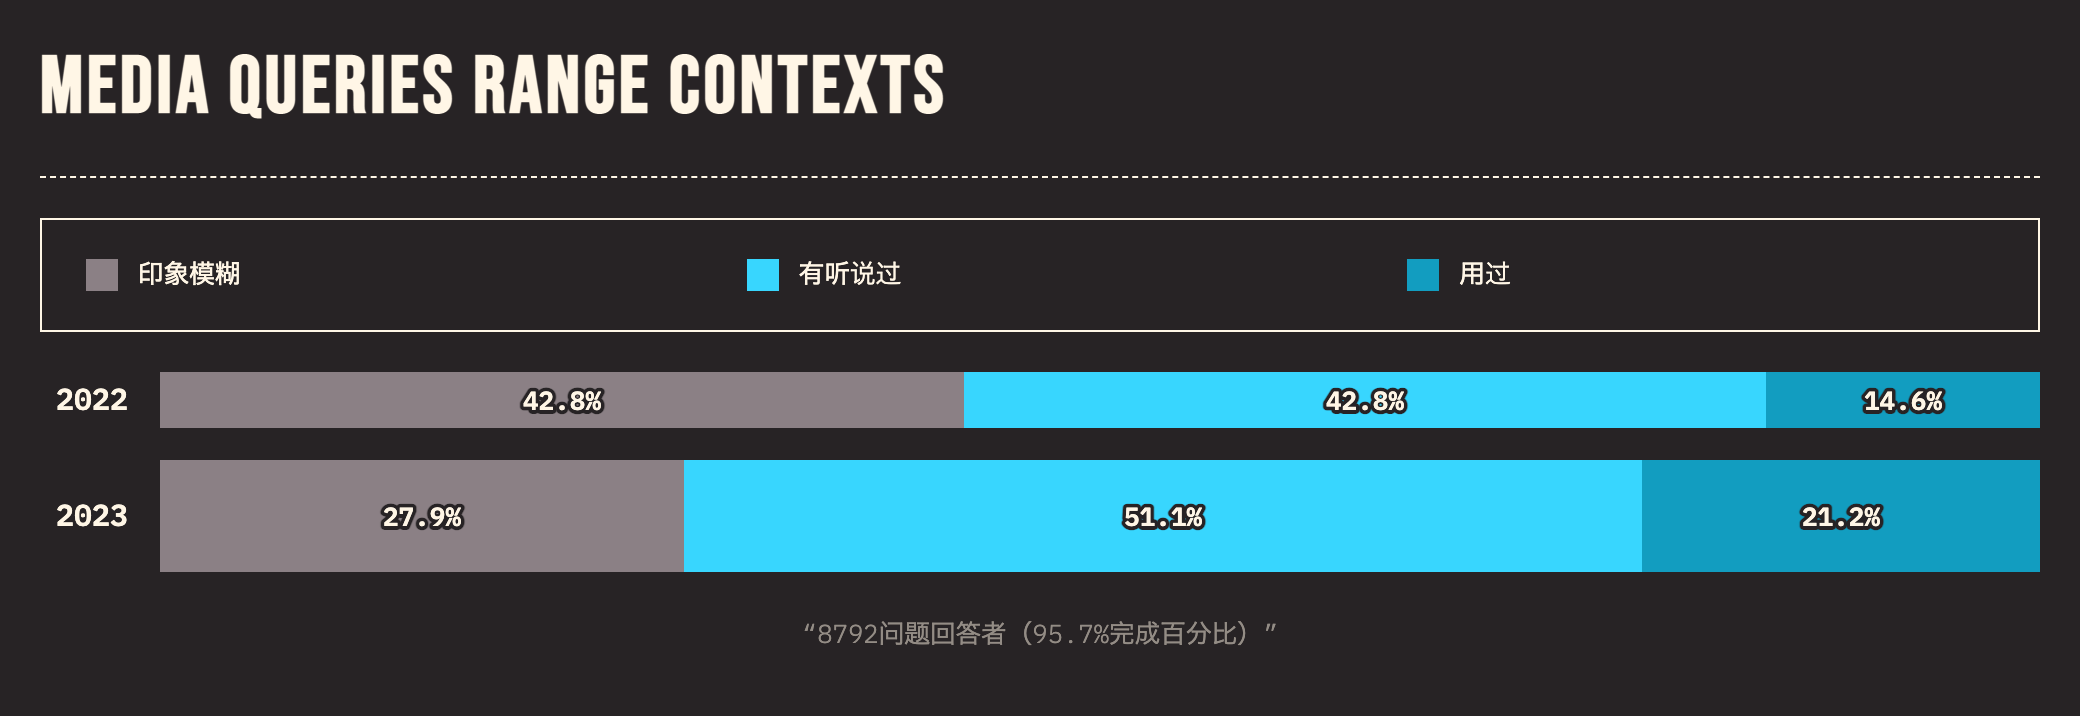 MEDIA QUERIES RANGE CONTEXTS
印象模糊 有听说过 用过
2022 42.8% 42.8% 14.6%
2023 27.9% 51.1% 21.2%
“8792问题回答者（95.7%完成百分比）”